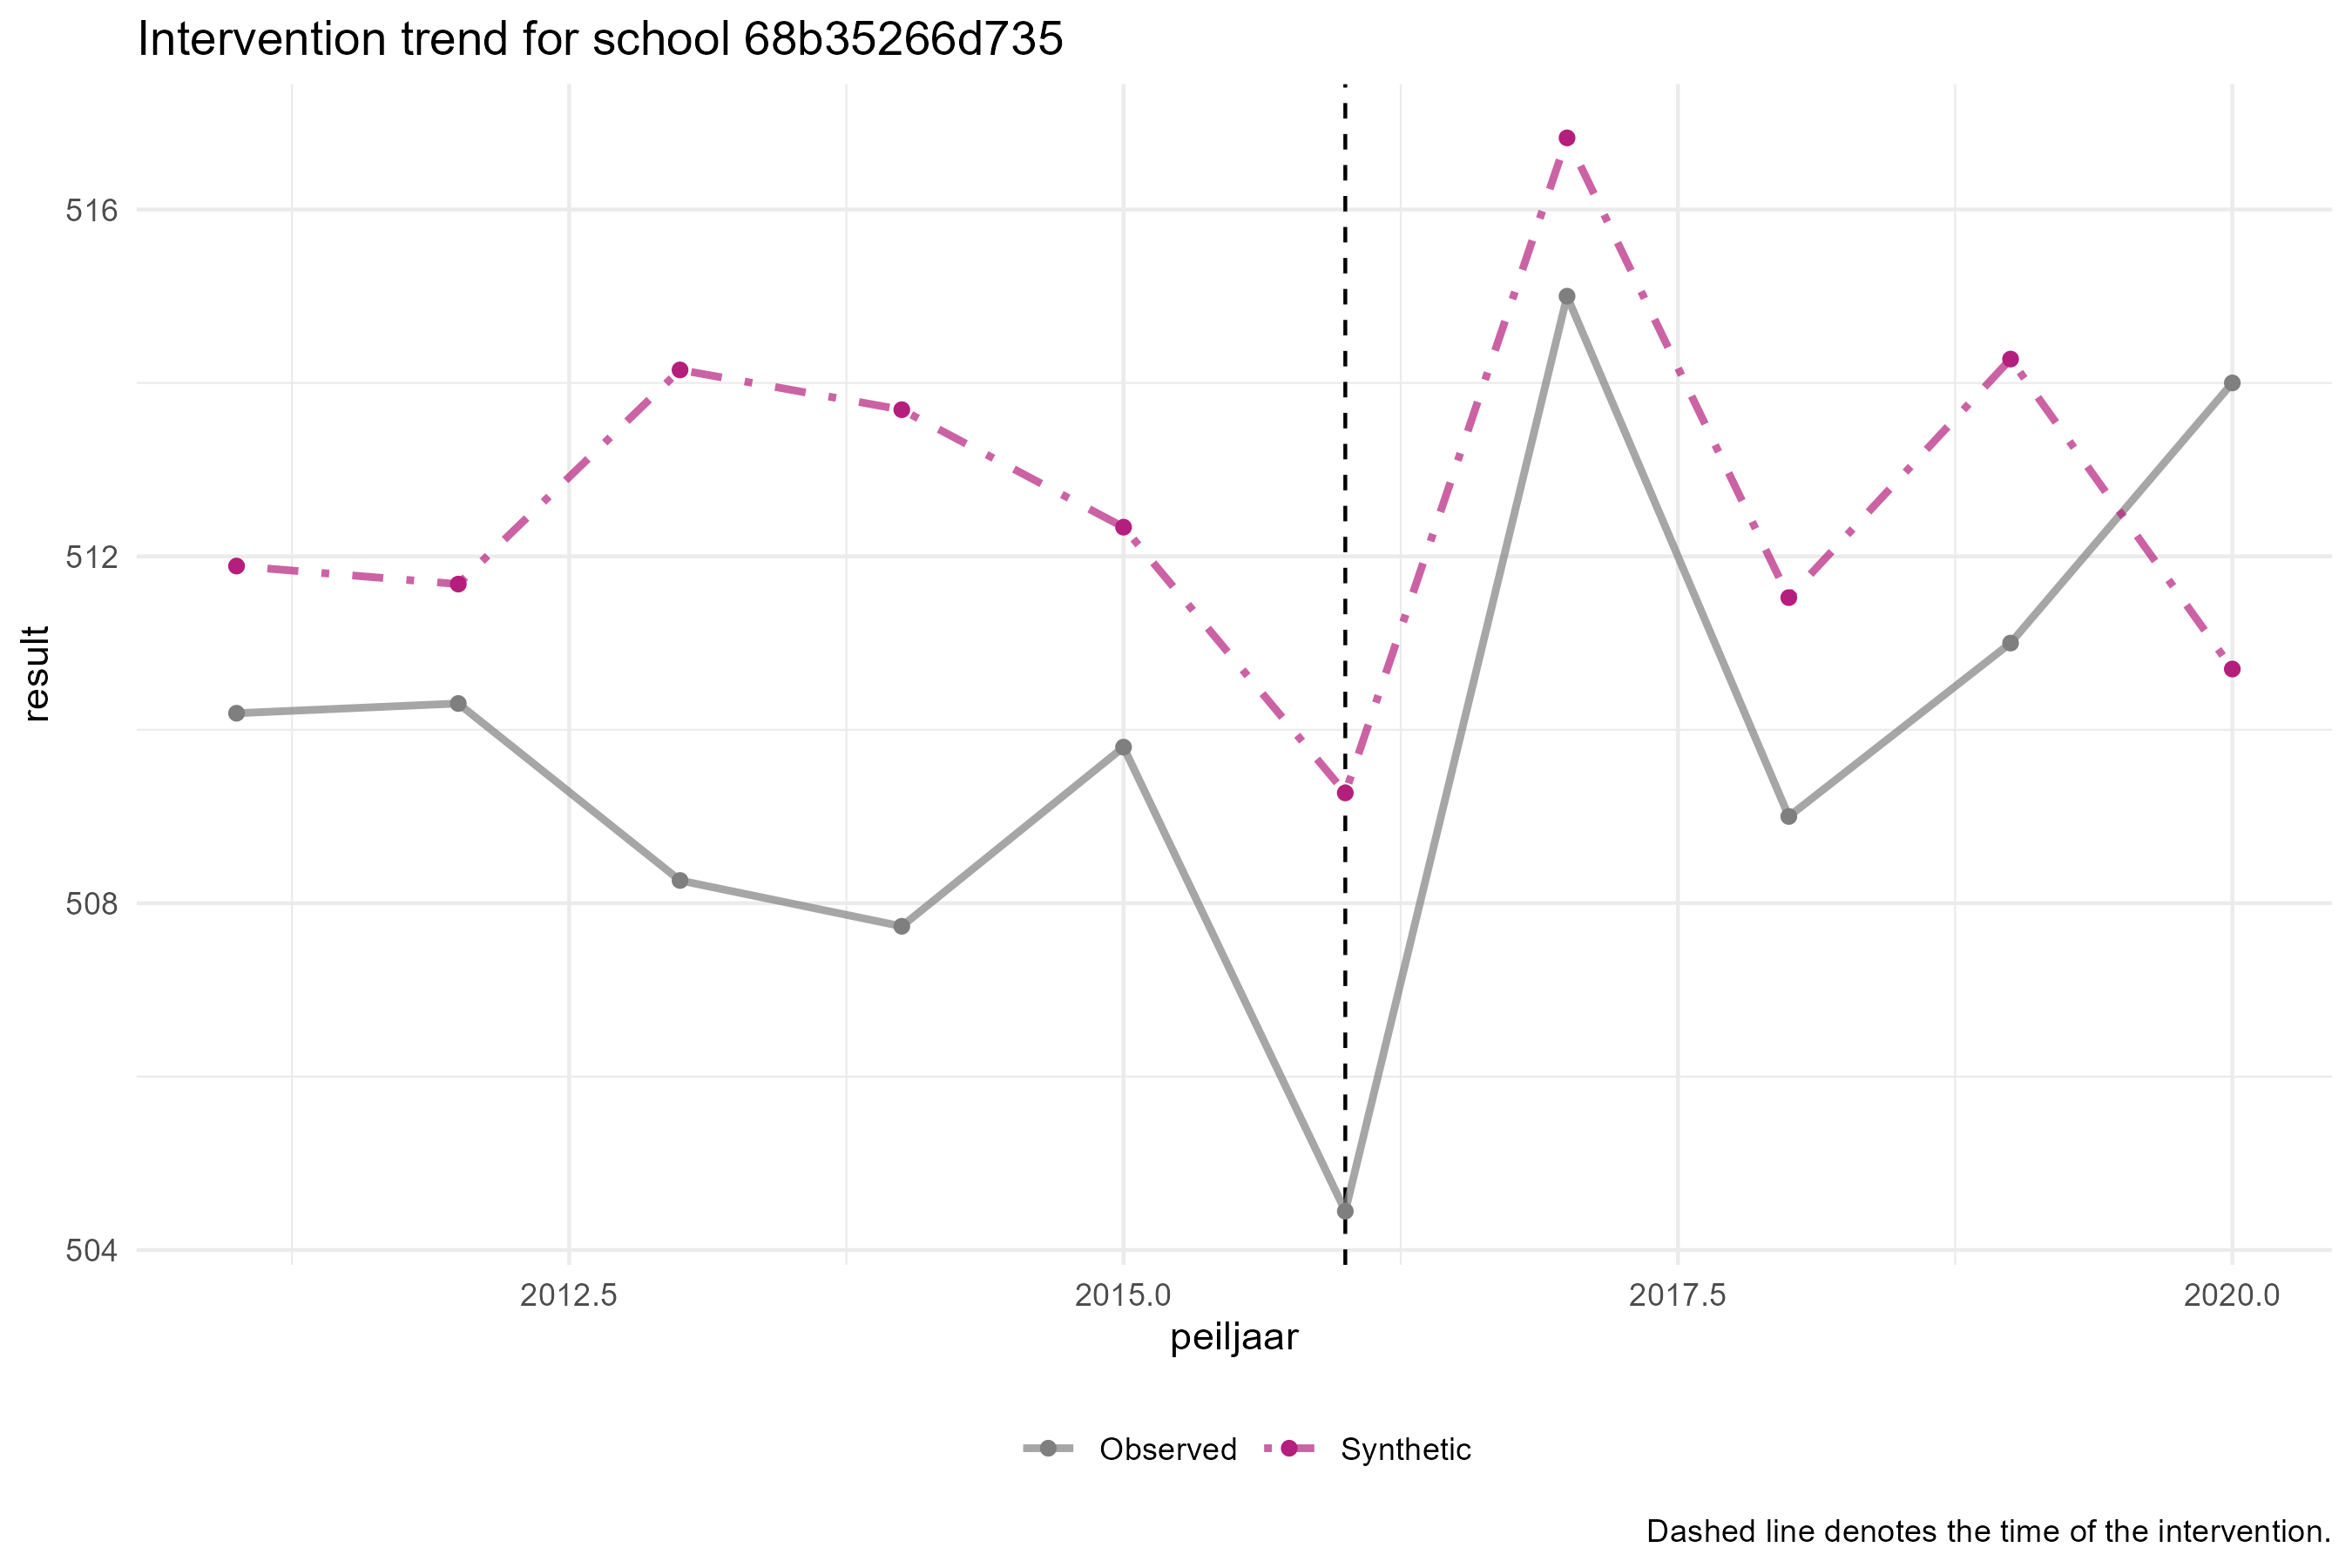 Intervention trend for school 68b35266d735
516
512
508
504
result
2012.5 2015.0 2017.5 2020.0
peiljaar
Observed Synthetic
Dashed line denotes the time of the intervention.